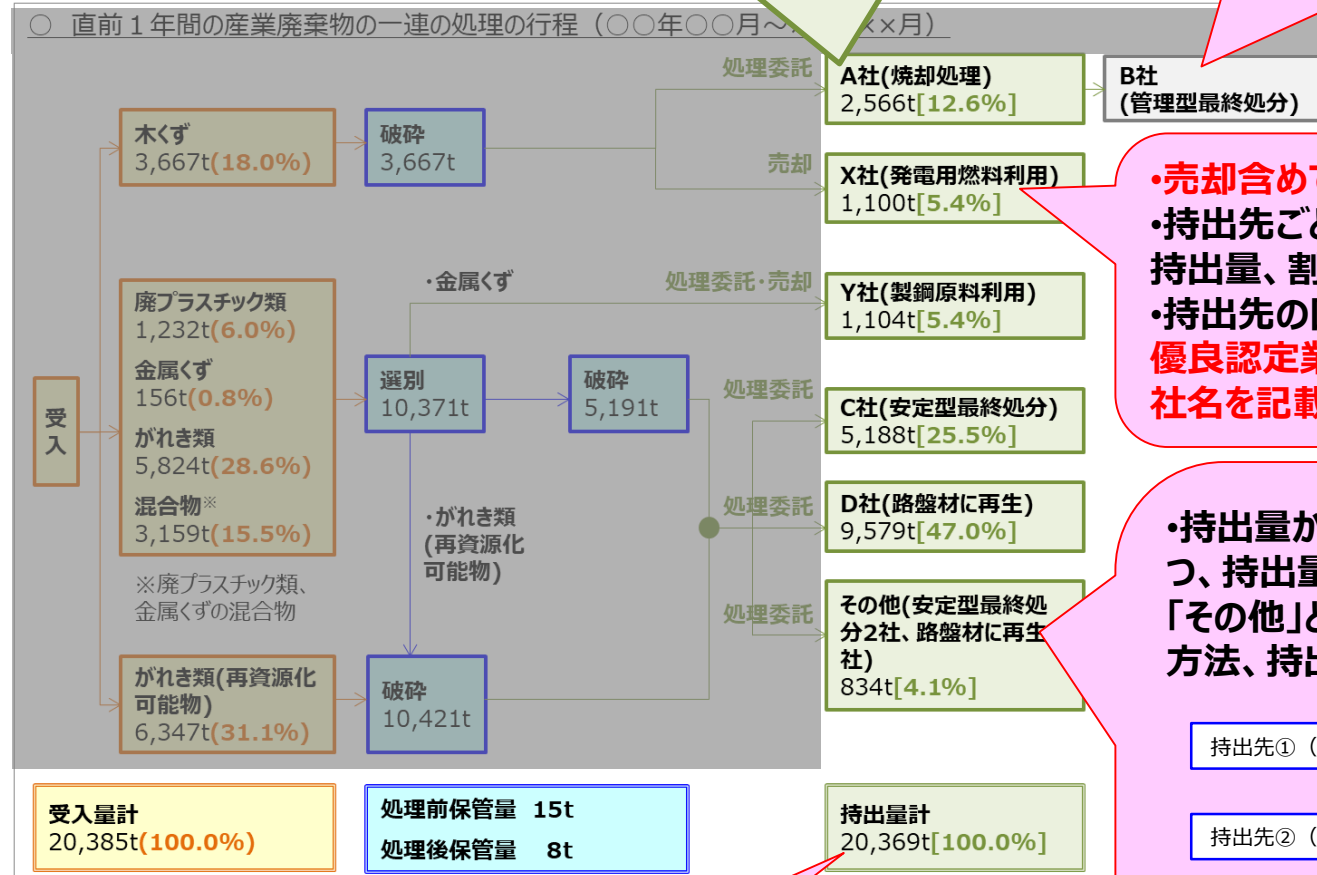 ○ 直前1年間の産業廃棄物の一連の処理の行程(○○年○○月～
××月)
処理委託
A社(焼却処理)
2,566t[12.6%]
B社
(管理型最終処分)
木くず
3,667t(18.0%)
破砕
3,667t
売却
X社(発電用燃料利用)
1,100t[5.4%]
・売却含めて
・持出先ごと
持出量、割
・持出先の
優良認定業
社名を記載
・金属くず
処理委託・売却
Y社(製鋼原料利用)
1,104t[5.4%]
廃プラスチック類
1,232t(6.0%)
金属くず
156t(0.8%)
がれき類
5,824t(28.6%)
混合物※
3,159t(15.5%)
※廃プラスチック類、
金属くずの混合物
受
入
選別
10,371t
破砕
5,191t
処理委託
C社(安定型最終処分)
5,188t[25.5%]
・がれき類
(再資源化
可能物)
処理委託
D社(路盤材に再生)
9,579t[47.0%]
処理委託
その他(安定型最終処
分2社、路盤材に再生
社)
834t[4.1%]
・持出量が
つ、持出量
「その他」と
方法、持出
がれき類(再資源化
可能物)
6,347t(31.1%)
破砕
10,421t
持出先①(
持出先②(
受入量計
20,385t(100.0%)
処理前保管量 15t
処理後保管量 8t
持出量計
20,369t[100.0%]